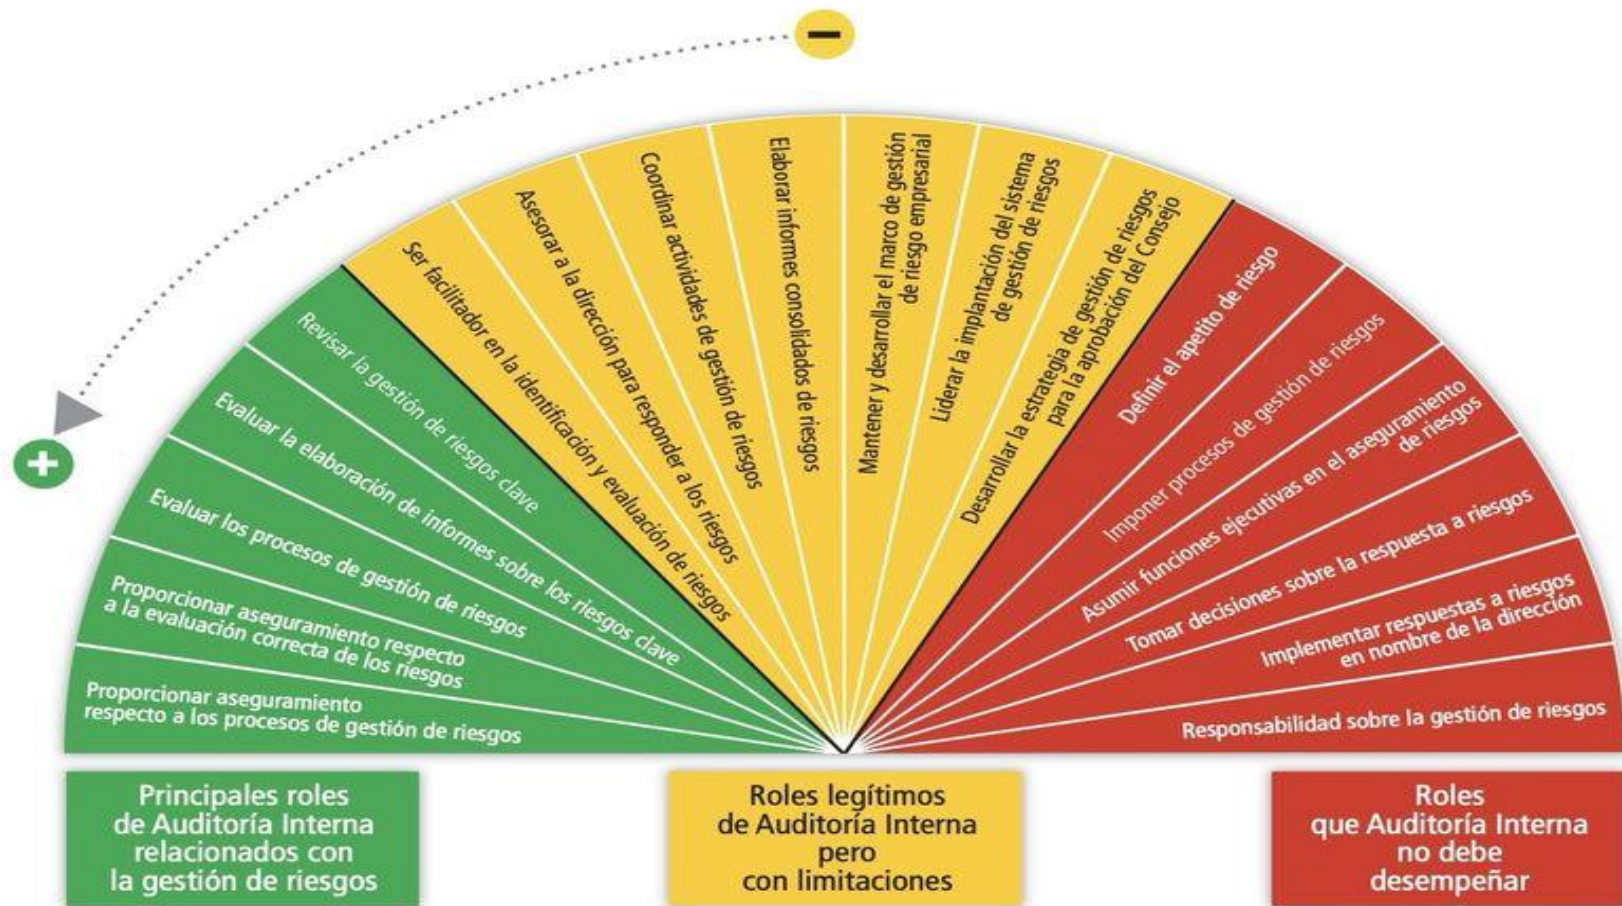 −
+
Proporcionar aseguramiento
respecto a los procesos de gestión de riesgos
Proporcionar aseguramiento respecto
a la evaluación correcta de los riesgos
Evaluar los procesos de gestión de riesgos
Evaluar la elaboración de informes sobre los riesgos clave
Revisar la gestión de riesgos clave
Ser facilitador en la identificación y evaluación de riesgos
Asesorar a la dirección para responder a los riesgos
Coordinar actividades de gestión de riesgos
Elaborar informes consolidados de riesgos
Mantener y desarrollar el marco de gestión
de riesgo empresarial
Liderar la implantación del sistema
de gestión de riesgos
Desarrollar la estrategia de gestión de riesgos
para la aprobación del Consejo
Definir el apetito de riesgo
Imponer procesos de gestión de riesgos
Asumir funciones ejecutivas en el aseguramiento
de riesgos
Tomar decisiones sobre la respuesta a riesgos
Implementar respuestas a riesgos
en nombre de la dirección
Responsabilidad sobre la gestión de riesgos
Principales roles
de Auditoría Interna
relacionados con
la gestión de riesgos
Roles legítimos
de Auditoría Interna
pero
con limitaciones
Roles
que Auditoría Interna
no debe
desempeñar